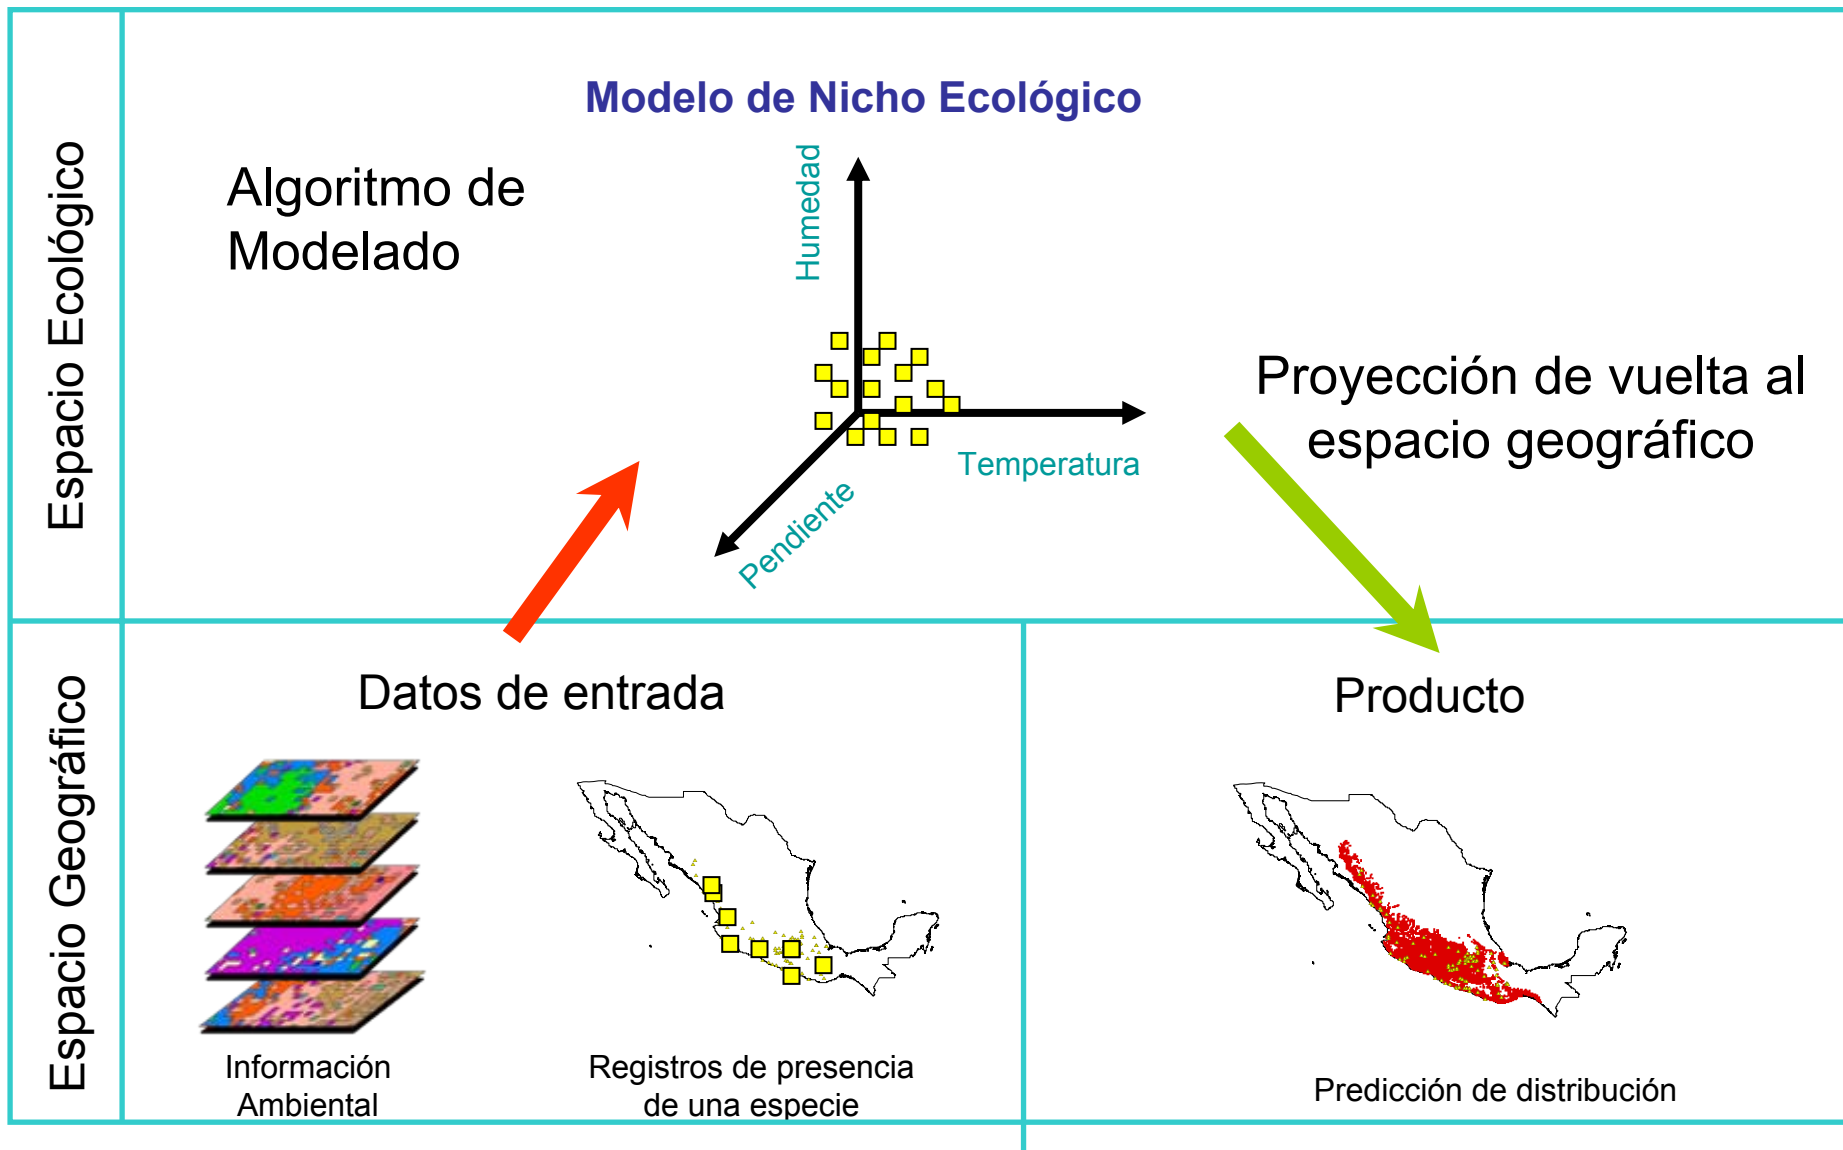 Modelo de Nicho Ecológico
Espacio Ecológico
Algoritmo de
Modelado
Humedad
Temperatura
Pendiente
Proyección de vuelta al
espacio geográfico
Espacio Geográfico
Datos de entrada
Información
Ambiental
Registros de presencia
de una especie
Producto
Predicción de distribución